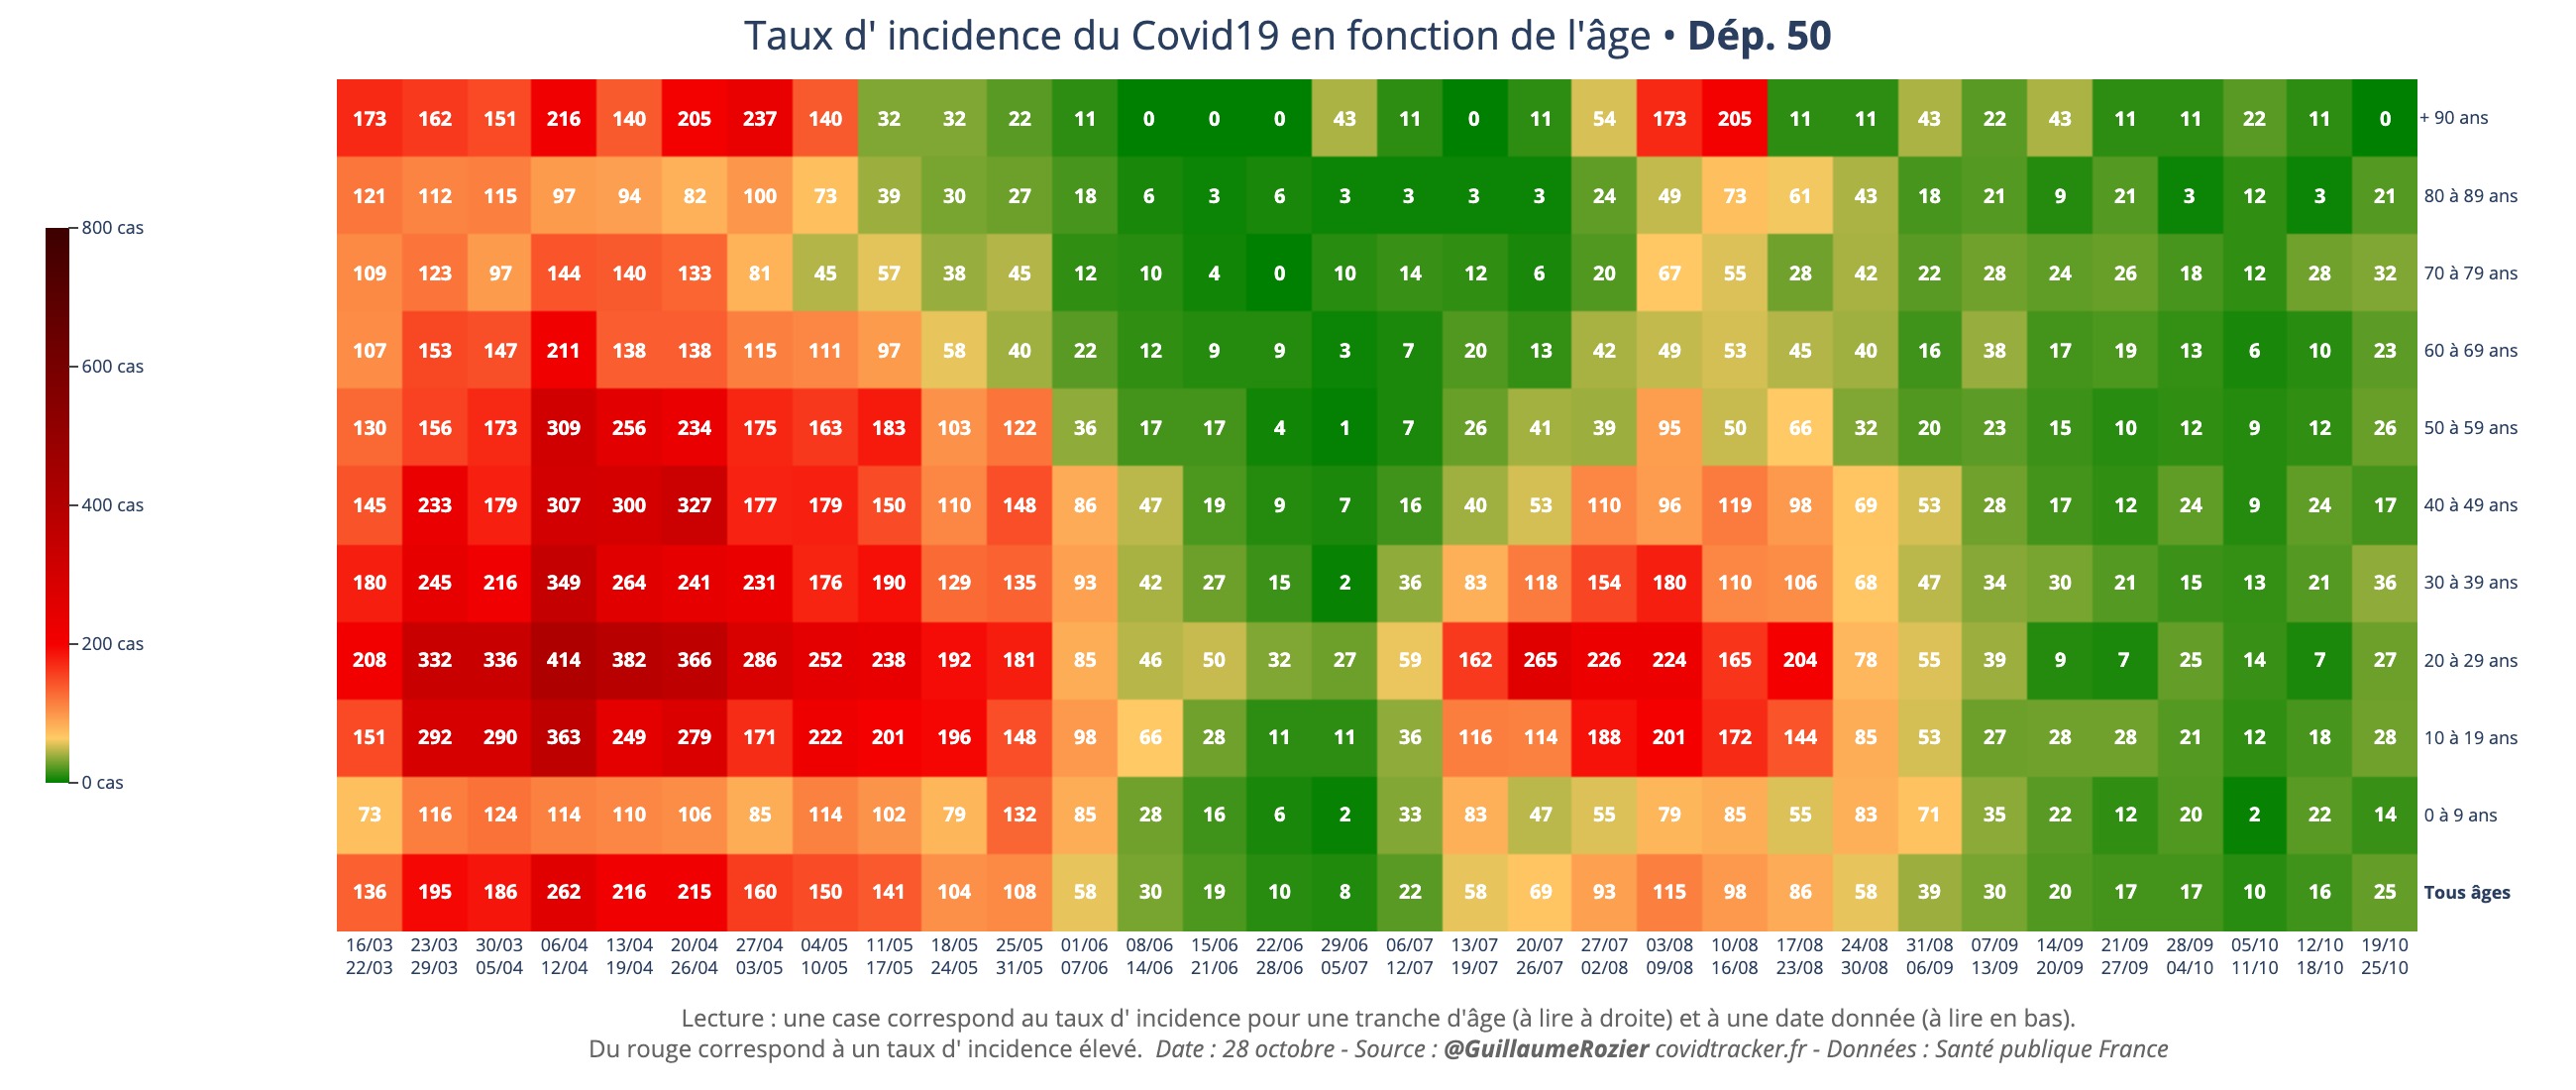 Taux d' incidence du Covid19 en fonction de l'âge • Dép. 50
173 162 151 216 140 205 237 140 32 32 22 11 0 0 0 43 11 0 11 54 173 205 11 11 43 22 43 11 11 22 11 0 + 90 ans
121 112 115 97 94 82 100 73 39 30 27 18 6 3 6 3 3 3 3 24 49 73 61 43 18 21 9 21 3 12 3 21 80 à 89 ans
800 cas
109 123 97 144 140 133 81 45 57 38 45 12 10 4 0 10 14 12 6 20 67 55 28 42 22 28 24 26 18 12 28 32 70 à 79 ans
107 153 147 211 138 138 115 111 97 58 40 22 12 9 9 3 7 20 13 42 49 53 45 40 16 38 17 19 13 6 10 23 60 à 69 ans
600 cas
130 156 173 309 256 234 175 163 183 103 122 36 17 17 4 1 7 26 41 39 95 50 66 32 20 23 15 10 12 9 12 26 50 à 59 ans
145 233 179 307 300 327 177 179 150 110 148 86 47 19 9 7 16 40 53 110 96 119 98 69 53 28 17 12 24 9 24 17 40 à 49 ans
400 cas
180 245 216 349 264 241 231 176 190 129 135 93 42 27 15 2 36 83 118 154 180 110 106 68 47 34 30 21 15 13 21 36 30 à 39 ans
200 cas
208 332 336 414 382 366 286 252 238 192 181 85 46 50 32 27 59 162 265 226 224 165 204 78 55 39 9 7 25 14 7 27 20 à 29 ans
151 292 290 363 249 279 171 222 201 196 148 98 66 28 11 11 36 116 114 188 201 172 144 85 53 27 28 28 21 12 18 28 10 à 19 ans
0 cas
73 116 124 114 110 106 85 114 102 79 132 85 28 16 6 2 33 83 47 55 79 85 55 83 71 35 22 12 20 2 22 14 0 à 9 ans
136 195 186 262 216 215 160 150 141 104 108 58 30 19 10 8 22 58 69 93 115 98 86 58 39 30 20 17 17 10 16 25 Tous âges
16/03 23/03 30/03 06/04 13/04 20/04 27/04 04/05 11/05 18/05 25/05 01/06 08/06 15/06 22/06 29/06 06/07 13/07 20/07 27/07 03/08 10/08 17/08 24/08 31/08 07/09 14/09 21/09 28/09 05/10 12/10 19/10
22/03 29/03 05/04 12/04 19/04 26/04 03/05 10/05 17/05 24/05 31/05 07/06 14/06 21/06 28/06 05/07 12/07 19/07 26/07 02/08 09/08 16/08 23/08 30/08 06/09 13/09 20/09 27/09 04/10 11/10 18/10 25/10
Lecture : une case correspond au taux d' incidence pour une tranche d'âge (à lire à droite) et à une date donnée (à lire en bas).
Du rouge correspond à un taux d' incidence élevé. Date : 28 octobre - Source : @GuillaumeRozier covidtracker.fr - Données : Santé publique France